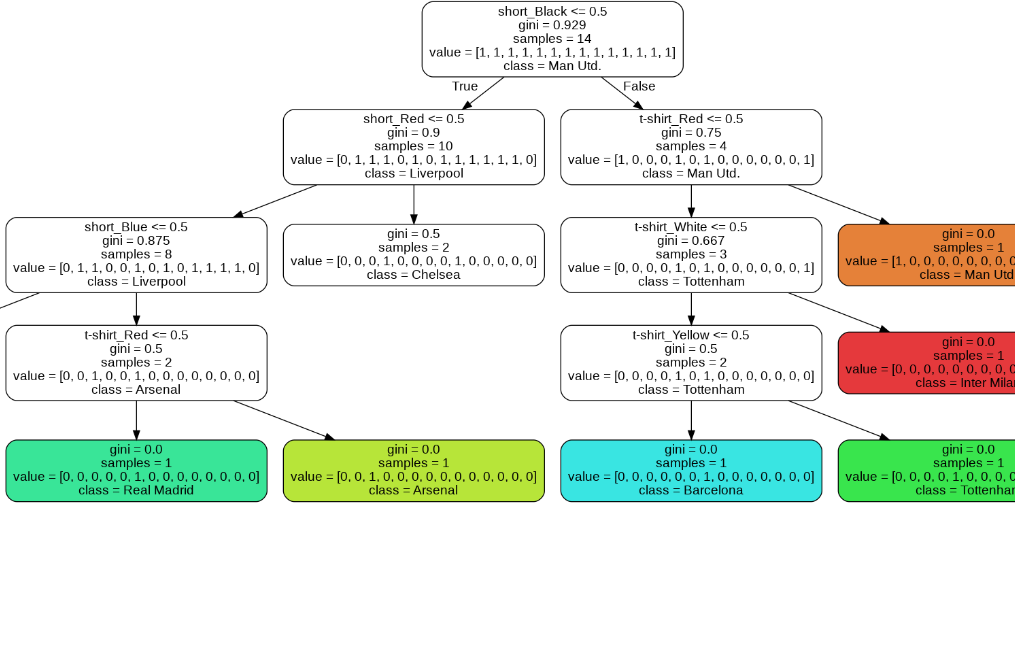 short_Black <= 0.5
gini = 0.929
samples = 14
value = [1, 1, 1, 1, 1, 1, 1, 1, 1, 1, 1, 1, 1, 1]
class = Man Utd.
True
False
short_Red <= 0.5
gini = 0.9
samples = 10
value = [0, 1, 1, 1, 0, 1, 0, 1, 1, 1, 1, 1, 1, 0]
class = Liverpool
t-shirt_Red <= 0.5
gini = 0.75
samples = 4
value = [1, 0, 0, 0, 1, 0, 1, 0, 0, 0, 0, 0, 0, 1]
class = Man Utd.
short_Blue <= 0.5
gini = 0.875
samples = 8
value = [0, 1, 1, 0, 0, 1, 0, 1, 0, 1, 1, 1, 1, 0]
class = Liverpool
gini = 0.5
samples = 2
value = [0, 0, 0, 1, 0, 0, 0, 0, 1, 0, 0, 0, 0, 0]
class = Chelsea
t-shirt_White <= 0.5
gini = 0.667
samples = 3
value = [0, 0, 0, 0, 1, 0, 1, 0, 0, 0, 0, 0, 0, 1]
class = Tottenham
gini = 0.0
samples = 1
value = [1, 0, 0, 0, 0, 0, 0, 0, 0
class = Man Utd
t-shirt_Red <= 0.5
gini = 0.5
samples = 2
value = [0, 0, 1, 0, 0, 1, 0, 0, 0, 0, 0, 0, 0, 0]
class = Arsenal
t-shirt_Yellow <= 0.5
gini = 0.5
samples = 2
value = [0, 0, 0, 0, 1, 0, 1, 0, 0, 0, 0, 0, 0, 0]
class = Tottenham
gini = 0.0
samples = 1
value = [0, 0, 0, 0, 0, 0, 0, 0, 0
class = Inter Milan
gini = 0.0
samples = 1
value = [0, 0, 0, 0, 0, 1, 0, 0, 0, 0, 0, 0, 0, 0]
class = Real Madrid
gini = 0.0
samples = 1
value = [0, 0, 1, 0, 0, 0, 0, 0, 0, 0, 0, 0, 0, 0]
class = Arsenal
gini = 0.0
samples = 1
value = [0, 0, 0, 0, 0, 0, 1, 0, 0, 0, 0, 0, 0, 0]
class = Barcelona
gini = 0.0
samples = 1
value = [0, 0, 0, 0, 1, 0, 0, 0, 0
class = Tottenhar